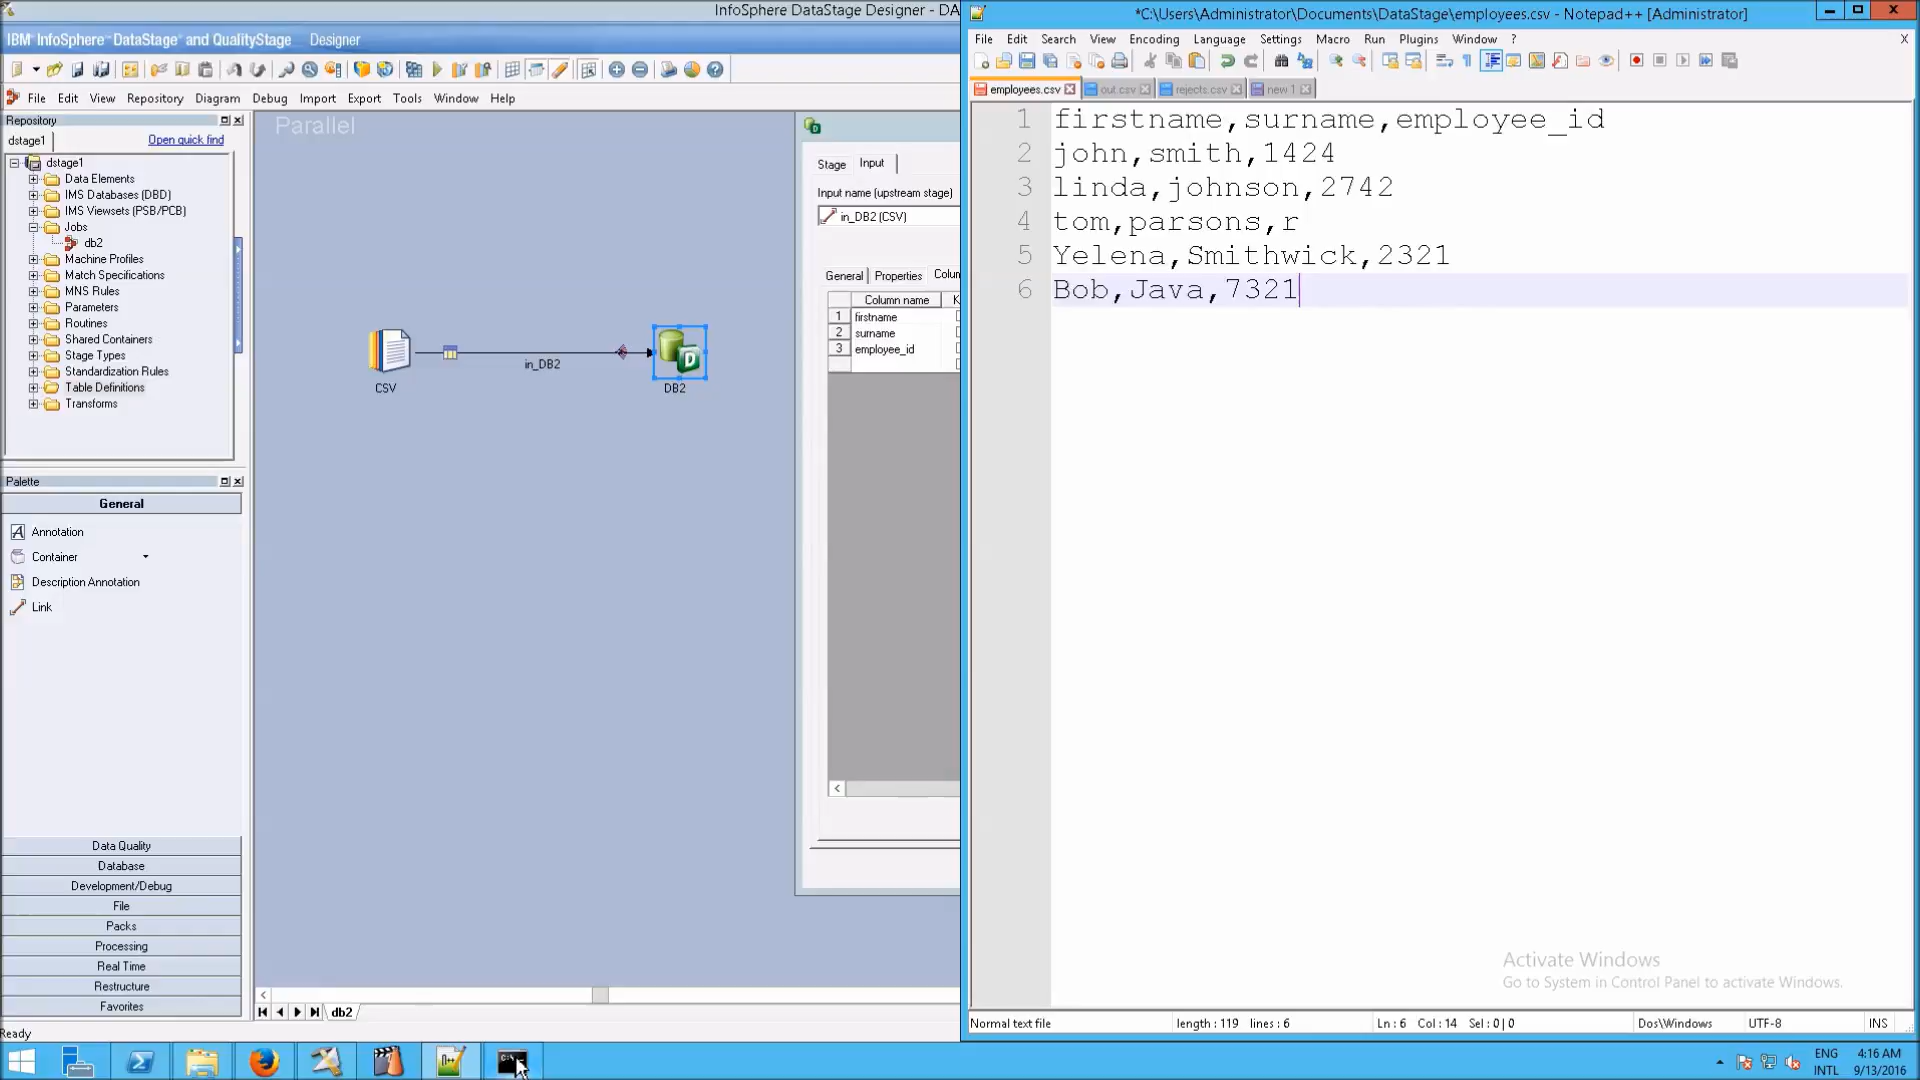 InfoSphere DataStage Designer - DA
IBM InfoSphere DataStage and QualityStage Designer
File Edit View Repository Diagram Debug Import Export Tools Window Help
Repository
dstage1
Open quick find
dstage1
Data Elements
IMS Databases (DBD)
IMS Viewsets (PSB/PCB)
Jobs
db2
Machine Profiles
Match Specifications
MNS Rules
Parameters
Routines
Shared Containers
Stage Types
Standardization Rules
Table Definitions
Transforms
Palette
General
Annotation
Container
Description Annotation
Link
Data Quality
Database
Development/Debug
File
Packs
Processing
Real Time
Restructure
Favorites
Ready
Parallel
CSV
in_DB2
DB2
db2
Stage Input
Input name (upstream stage)
in_DB2 (CSV)
General Properties Colum
Column name K
1 firstname
2 surname
3 employee_id
*C:\Users\Administrator\Documents\DataStage\employees.csv - Notepad++ [Administrator]
File Edit Search View Encoding Language Settings Macro Run Plugins Window ? X
employees.csv out.csv rejects.csv new 1
1 firstname,surname,employee_id
2 john,smith,1424
3 linda,johnson,2742
4 tom,parsons,r
5 Yelena,Smithwick,2321
6 Bob,Java,7321
Activate Windows
Go to System in Control Panel to activate Windows.
Normal text file length : 119 lines : 6 Ln : 6 Col : 14 Sel : 0 | 0 Dos\Windows UTF-8 INS
ENG 4:16 AM
INTL 9/13/2016